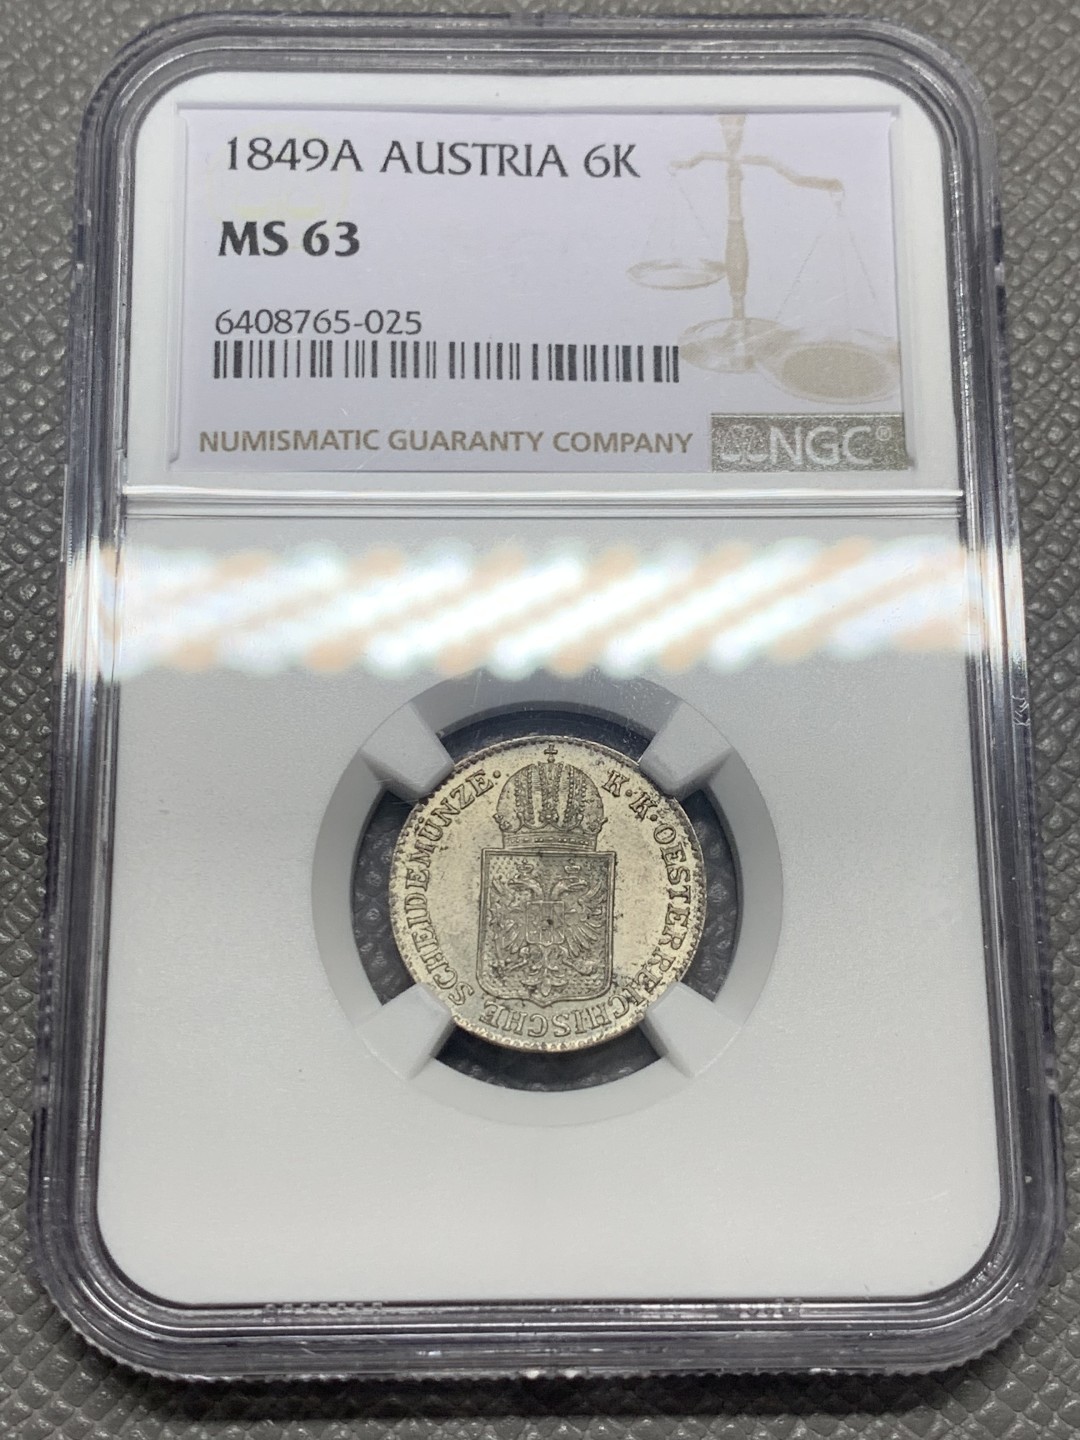 1849A AUSTRIA 6K
MS 63
6408765-025
NUMISMATIC GUARANTY COMPANY
NGC®
K·K·OESTERREICHISCHE SCHEIDEMÜNZE·